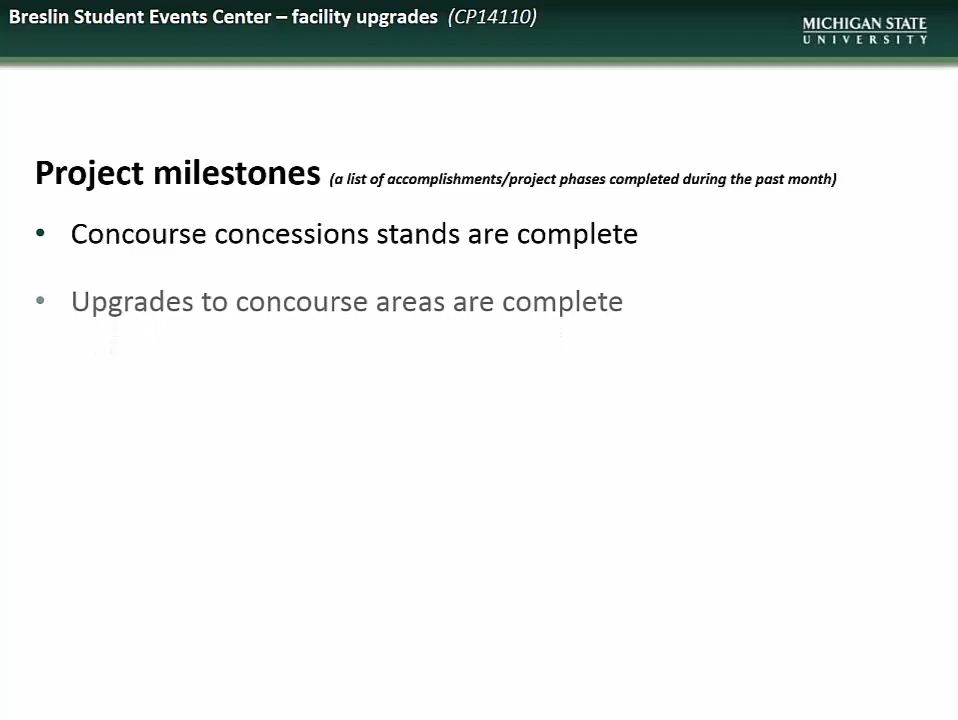 Breslin Student Events Center – facility upgrades (CP14110)
MICHIGAN STATE
UNIVERSITY
Project milestones (a list of accomplishments/project phases completed during the past month)
• Concourse concessions stands are complete
• Upgrades to concourse areas are complete